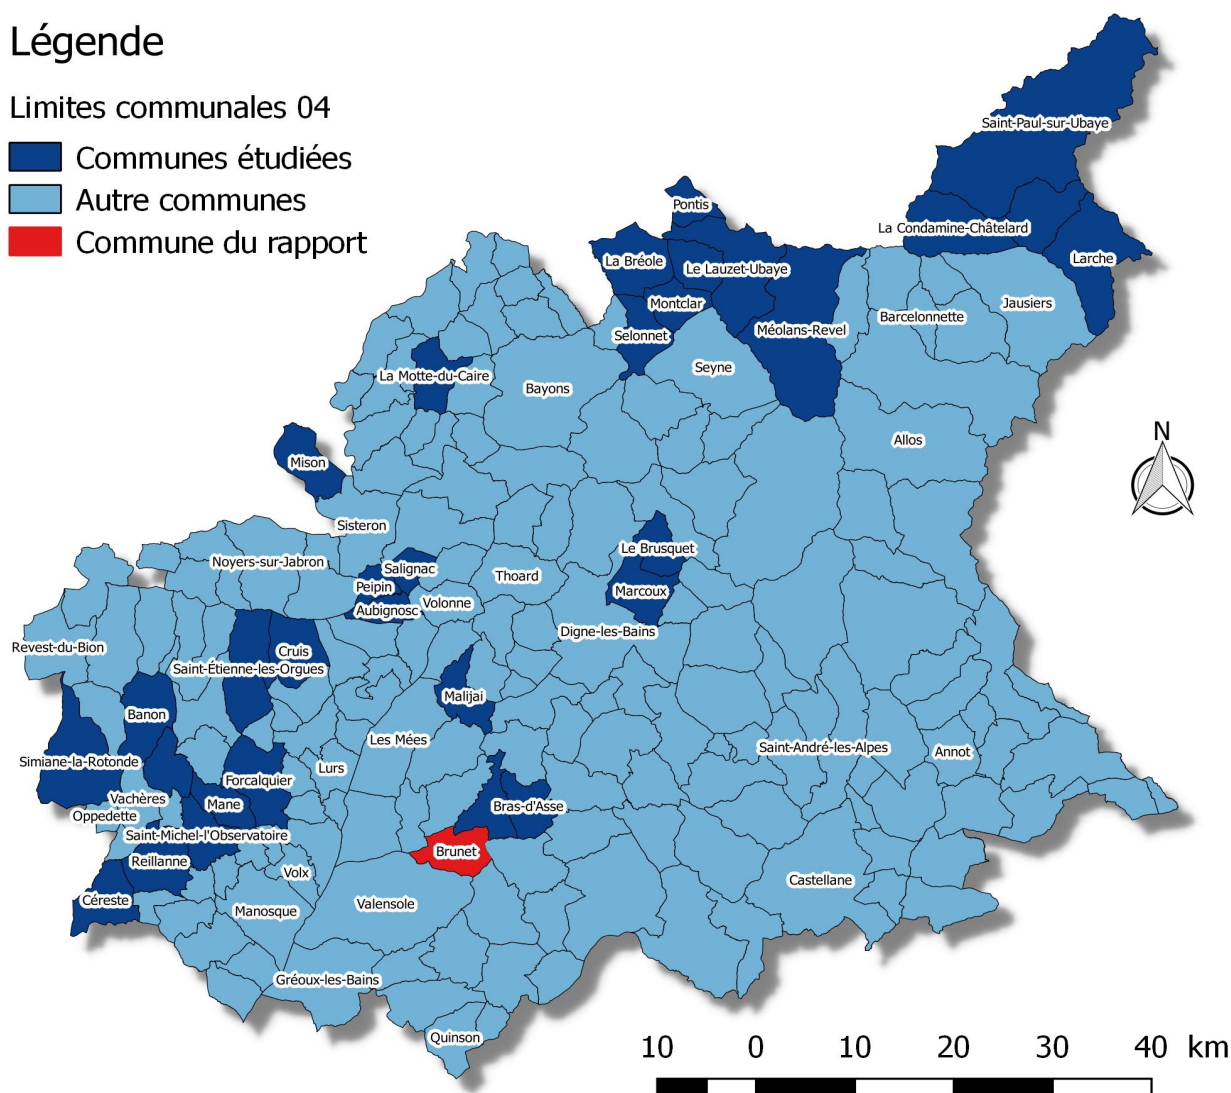 Légende
Limites communales 04
Communes étudiées
Autre communes
Commune du rapport
Saint-Paul-sur-Ubaye
Pontis
La Condamine-Châtelard
La Bréole
Le Lauzet-Ubaye
Larche
Montclar
Jausiers
Barcelonnette
Selonnet
Méolans-Revel
Seyne
La Motte-du-Caire
Bayons
Allos
N
Mison
Sisteron
Le Brusquet
Noyers-sur-Jabron
Salignac
Thoard
Peipin
Marcoux
Aubignosc
Volonne
Digne-les-Bains
Revest-du-Bion
Cruis
Saint-Étienne-les-Orgues
Malijai
Banon
Les Mées
Saint-André-les-Alpes
Annot
Simiane-la-Rotonde
Lurs
Forcalquier
Vachères
Mane
Bras-d'Asse
Oppedette
Saint-Michel-l'Observatoire
Brunet
Reillanne
Volx
Castellane
Céreste
Valensole
Manosque
Gréoux-les-Bains
Quinson
10 0 10 20 30 40 km